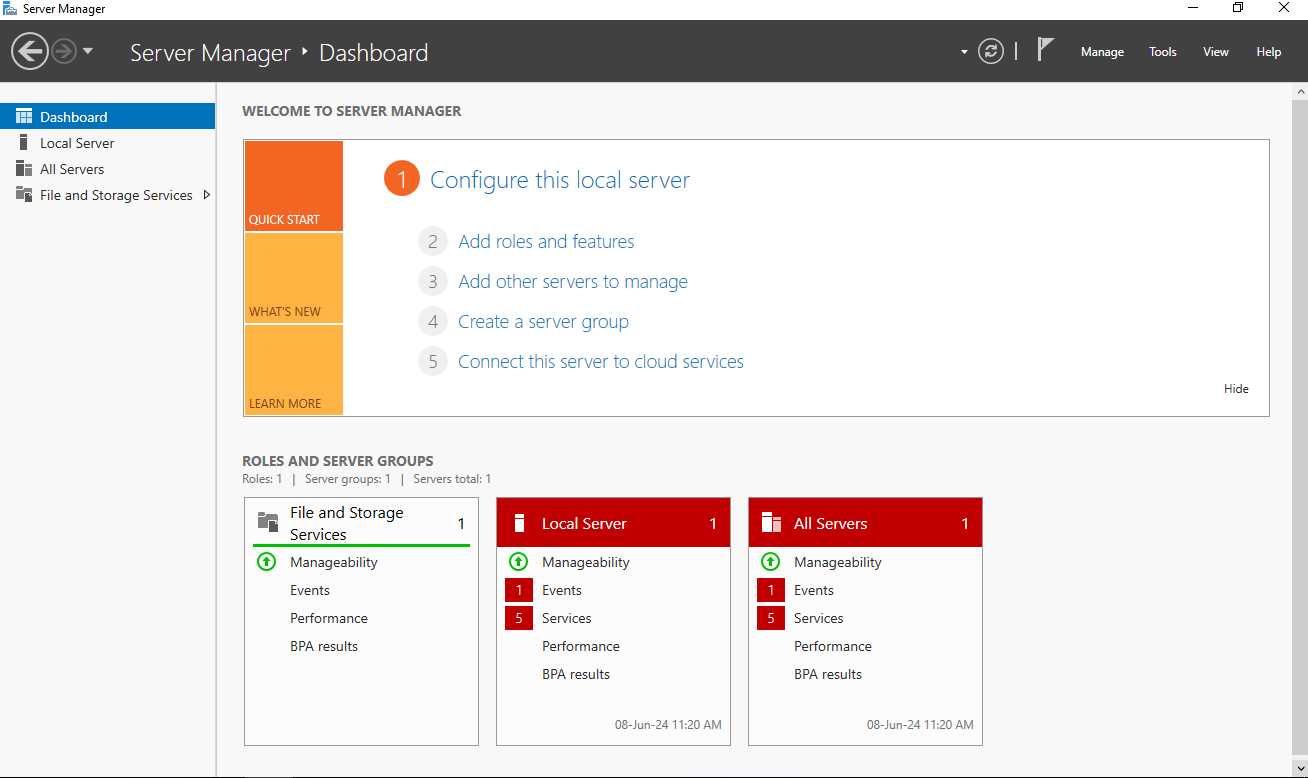 Server Manager
Server Manager ‣ Dashboard
Manage Tools View Help
Dashboard
Local Server
All Servers
File and Storage Services
WELCOME TO SERVER MANAGER
QUICK START
WHAT'S NEW
LEARN MORE
1 Configure this local server
2 Add roles and features
3 Add other servers to manage
4 Create a server group
5 Connect this server to cloud services
Hide
ROLES AND SERVER GROUPS
Roles: 1 | Server groups: 1 | Servers total: 1
File and Storage
Services 1
Manageability
Events
Performance
BPA results
Local Server 1
Manageability
1 Events
5 Services
Performance
BPA results
08-Jun-24 11:20 AM
All Servers 1
Manageability
1 Events
5 Services
Performance
BPA results
08-Jun-24 11:20 AM